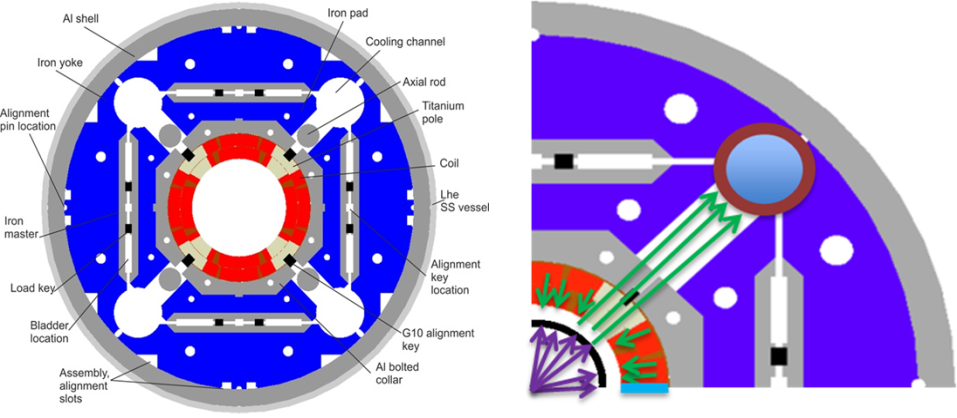 Al shell
Iron pad
Cooling channel
Iron yoke
Axial rod
Titanium
pole
Alignment
pin location
Coil
Lhe
SS vessel
Iron
master
Alignment
key
location
Load key
Bladder
location
G10 alignment
key
Al bolted
collar
Assembly,
alignment
slots